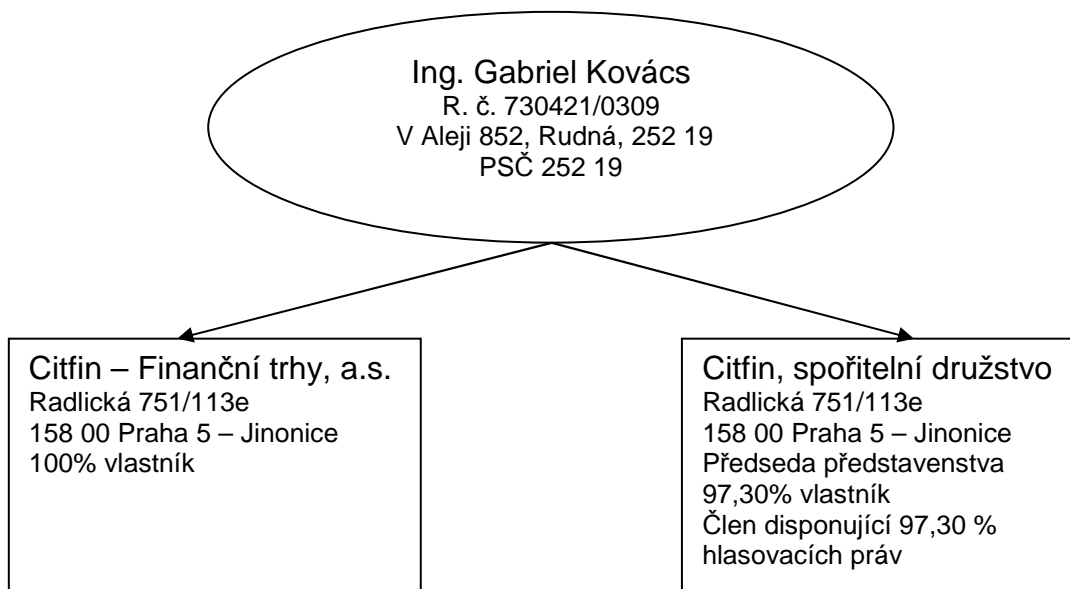 Ing. Gabriel Kovács
R. č. 730421/0309
V Aleji 852, Rudná, 252 19
PSČ 252 19
Citfin – Finanční trhy, a.s.
Radlická 751/113e
158 00 Praha 5 – Jinonice
100% vlastník
Citfin, spořitelní družstvo
Radlická 751/113e
158 00 Praha 5 – Jinonice
Předseda představenstva
97,30% vlastník
Člen disponující 97,30 %
hlasovacích práv